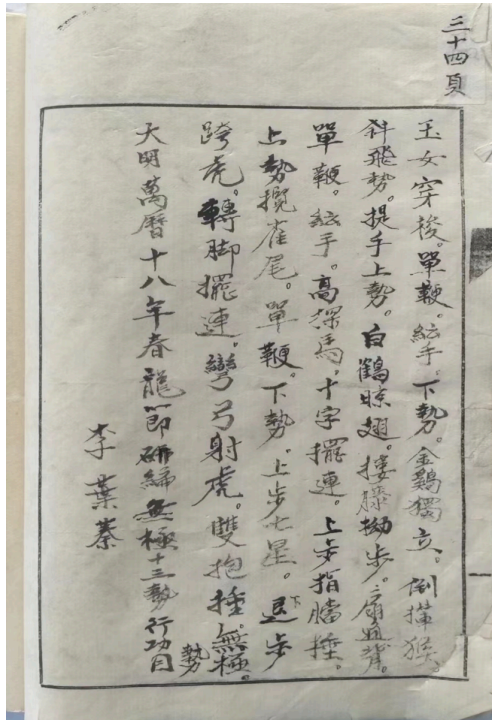 三十四頁
玉女穿後。單鞭。紜手。下勢。金鷄獨立。倒攆猴。
斜飛勢。提手上勢。白鶴晾翅。摟膝拗步。三扇通背。
單鞭。紜手。高探馬。十字擺連。上步指膪捶。
上勢攬雀尾。單鞭。下勢。上步七星。退步
跨虎。轉脚擺連。彎弓射虎。雙抱捶。無極勢。
大明萬曆十八年春龍節研編無極十三勢行功目
李葉蓁